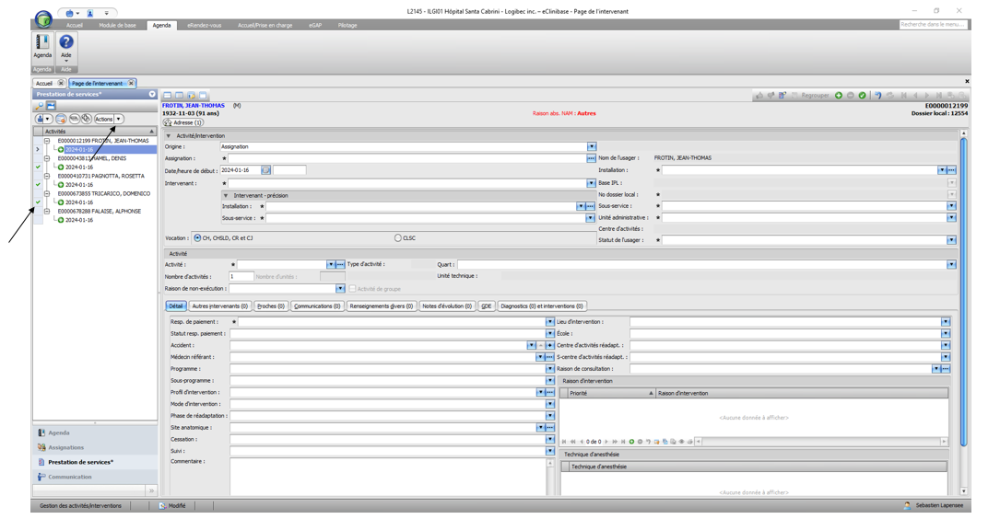 L2145 - ILGI01 Hôpital Santa Cabrini - Logibec inc. – eClinibase - Page de l'intervenant
Accueil Module de base Agenda eRendez-vous Accueil/Prise en charge eGAP Pilotage
Recherche dans le menu...
Agenda Aide
Agenda Aide
Accueil Page de l'intervenant
Prestation de services*
Regrouper
FROTIN, JEAN-THOMAS (M)
E0000012199
1932-11-03 (91 ans)
Raison abs. NAM : Autres
Dossier local : 12554
Actions
Adresse (1)
Activités
E0000012199 FROTIN, JEAN-THOMAS
2024-01-16
HAMEL, DENIS
2024-01-16
E0000410731 PAGNOTTA, ROSETTA
2024-01-16
E0000673855 TRICARICO, DOMENICO
2024-01-16
E0000678288 FALAISE, ALPHONSE
2024-01-16
Activité/intervention
Origine : Assignation
Assignation : * Nom de l'usager : FROTIN, JEAN-THOMAS
Date/heure de début : 2024-01-16 Installation : *
Intervenant : * Base IPL :
Intervenant - précision No dossier local : *
Installation : * Sous-service : *
Sous-service : * Unité administrative : *
Centre d'activités :
Vocation : CH, CHSLD, CR et CJ CLSC Statut de l'usager : *
Activité
Activité : * Type d'activité : Quart :
Nombre d'activités : 1 Nombre d'unités : Unité technique :
Raison de non-exécution : Activité de groupe
Détail Autres intervenants (0) Proches (0) Communications (0) Renseignements divers (0) Notes d'évolution (0) GDE Diagnostics (0) et interventions (0)
Resp. de paiement : * Lieu d'intervention :
Statut resp. paiement : École :
Accident : Centre d'activités réadapt. :
Médecin référant : S-centre d'activités réadapt. :
Programme : Raison de consultation :
Sous-programme : Raison d'intervention
Profil d'intervention : Priorité Raison d'intervention
Mode d'intervention :
Phase de réadaptation : <Aucune donnée à afficher>
Site anatomique :
Cessation : 0 de 0
Suivi : Technique d'anesthésie
Commentaire : Technique d'anesthésie
<Aucune donnée à afficher>
Agenda
Assignations
Prestation de services*
Communication
Gestion des activités/interventions Modifié Sebastien Lapensee